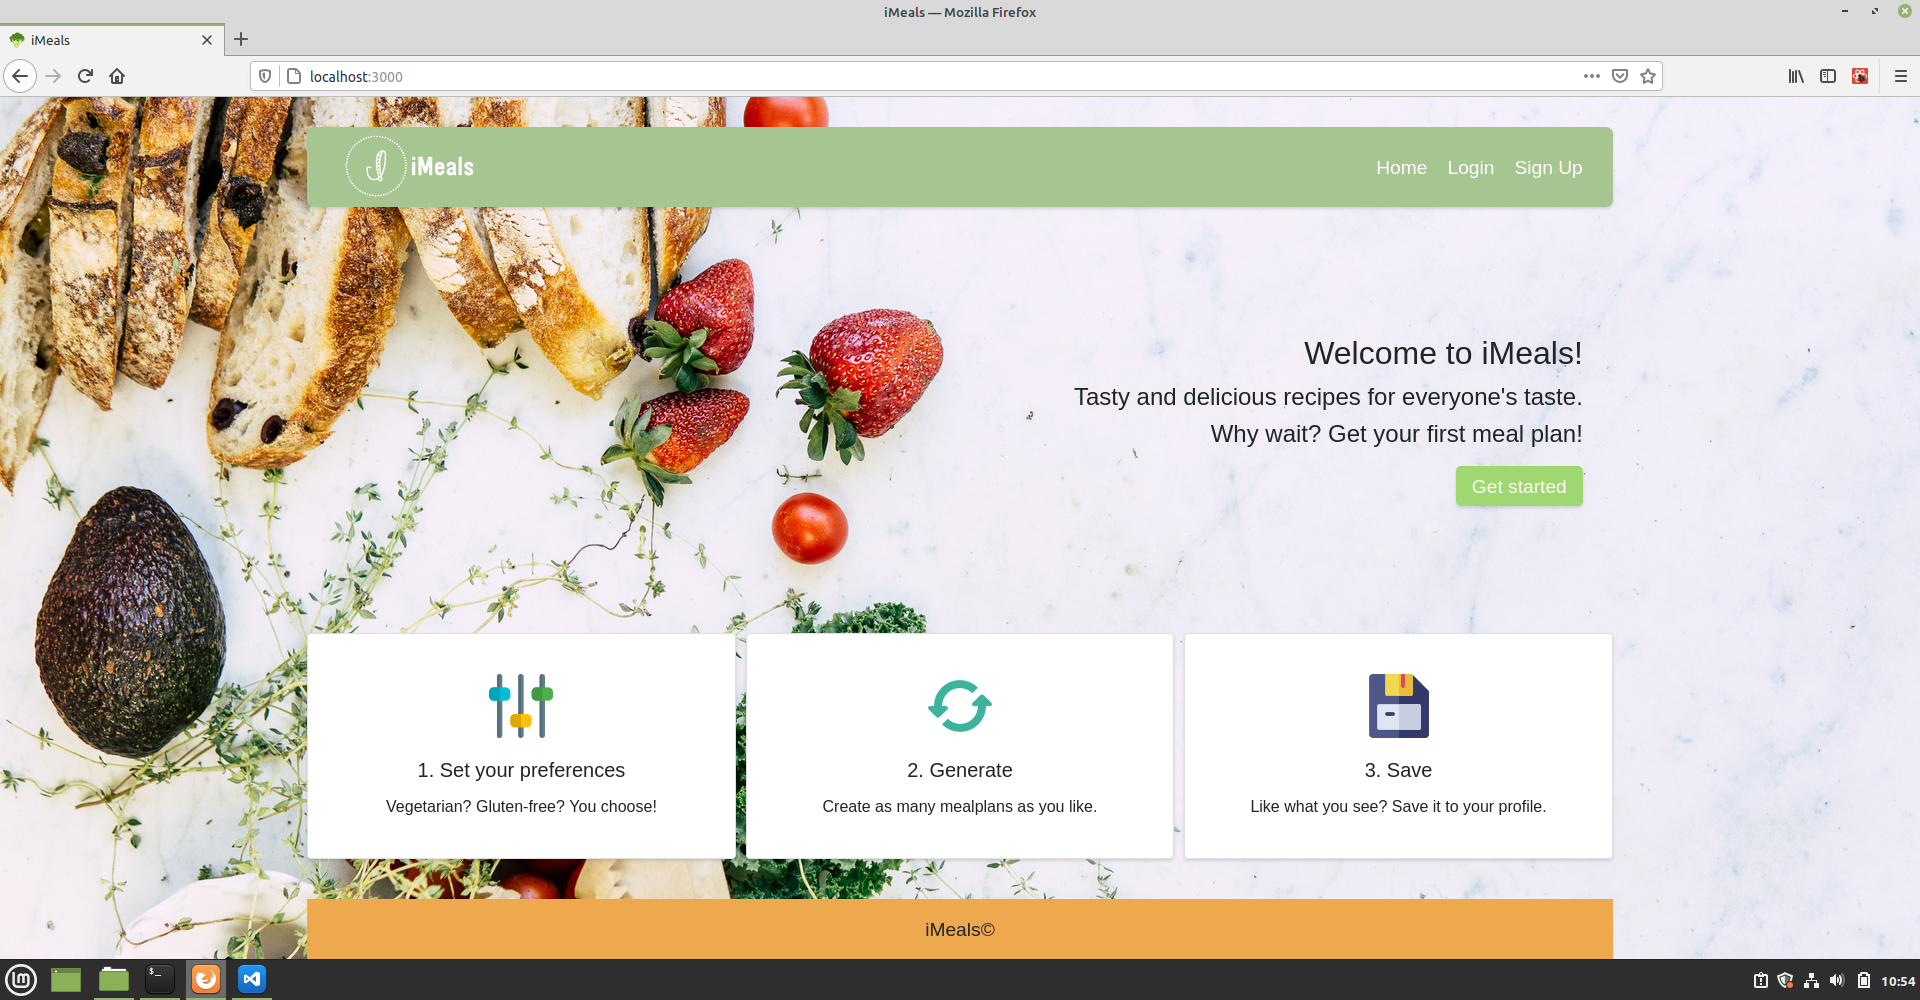 iMeals — Mozilla Firefox
iMeals
localhost:3000
iMeals
Home Login Sign Up
Welcome to iMeals!
Tasty and delicious recipes for everyone's taste.
Why wait? Get your first meal plan!
Get started
1. Set your preferences
Vegetarian? Gluten-free? You choose!
2. Generate
Create as many mealplans as you like.
3. Save
Like what you see? Save it to your profile.
iMeals©
10:54